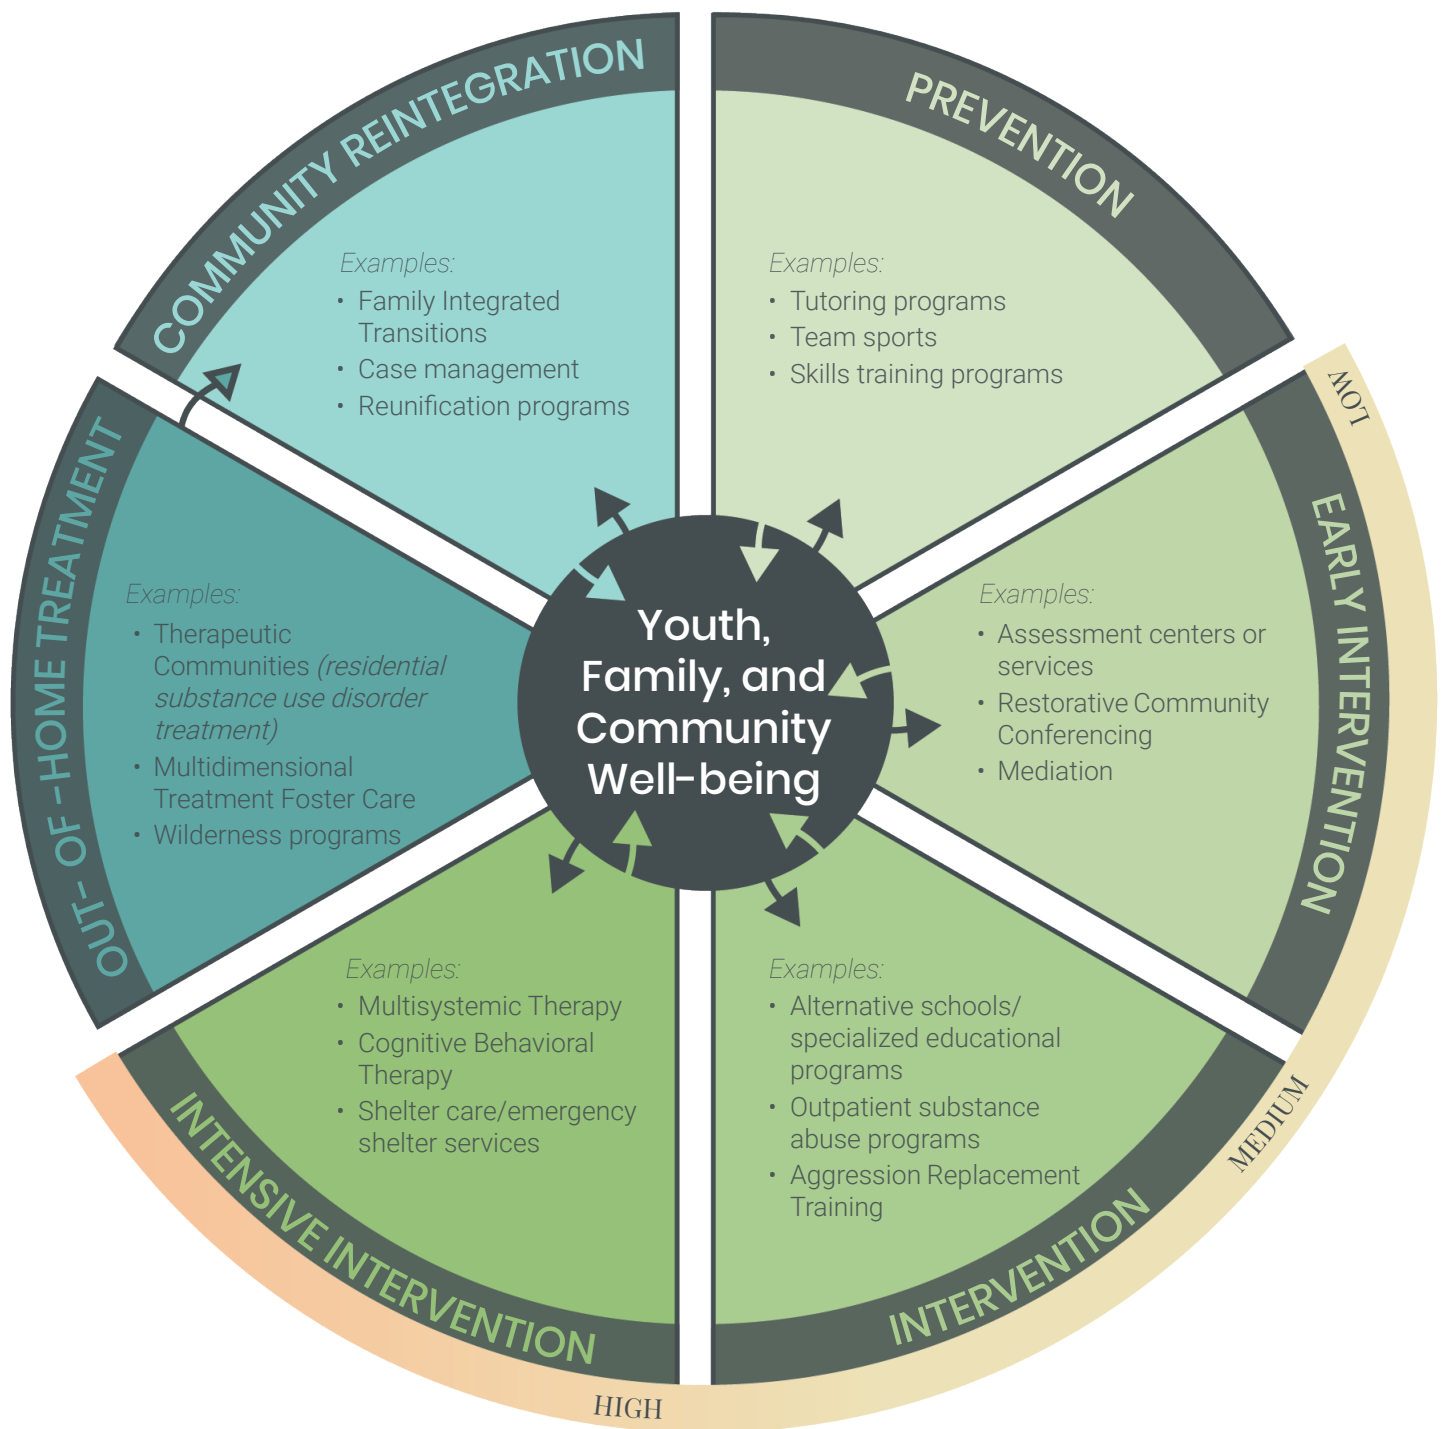 COMMUNITY REINTEGRATION
Examples:
• Family Integrated
Transitions
• Case management
• Reunification programs
PREVENTION
Examples:
• Tutoring programs
• Team sports
• Skills training programs
LOW
EARLY INTERVENTION
Examples:
• Assessment centers or
services
• Restorative Community
Conferencing
• Mediation
MEDIUM
INTERVENTION
Examples:
• Alternative schools/
specialized educational
programs
• Outpatient substance
abuse programs
• Aggression Replacement
Training
HIGH
INTENSIVE INTERVENTION
Examples:
• Multisystemic Therapy
• Cognitive Behavioral
Therapy
• Shelter care/emergency
shelter services
OUT- OF -HOME TREATMENT
Examples:
• Therapeutic
Communities (residential
substance use disorder
treatment)
• Multidimensional
Treatment Foster Care
• Wilderness programs
Youth,
Family, and
Community
Well-being